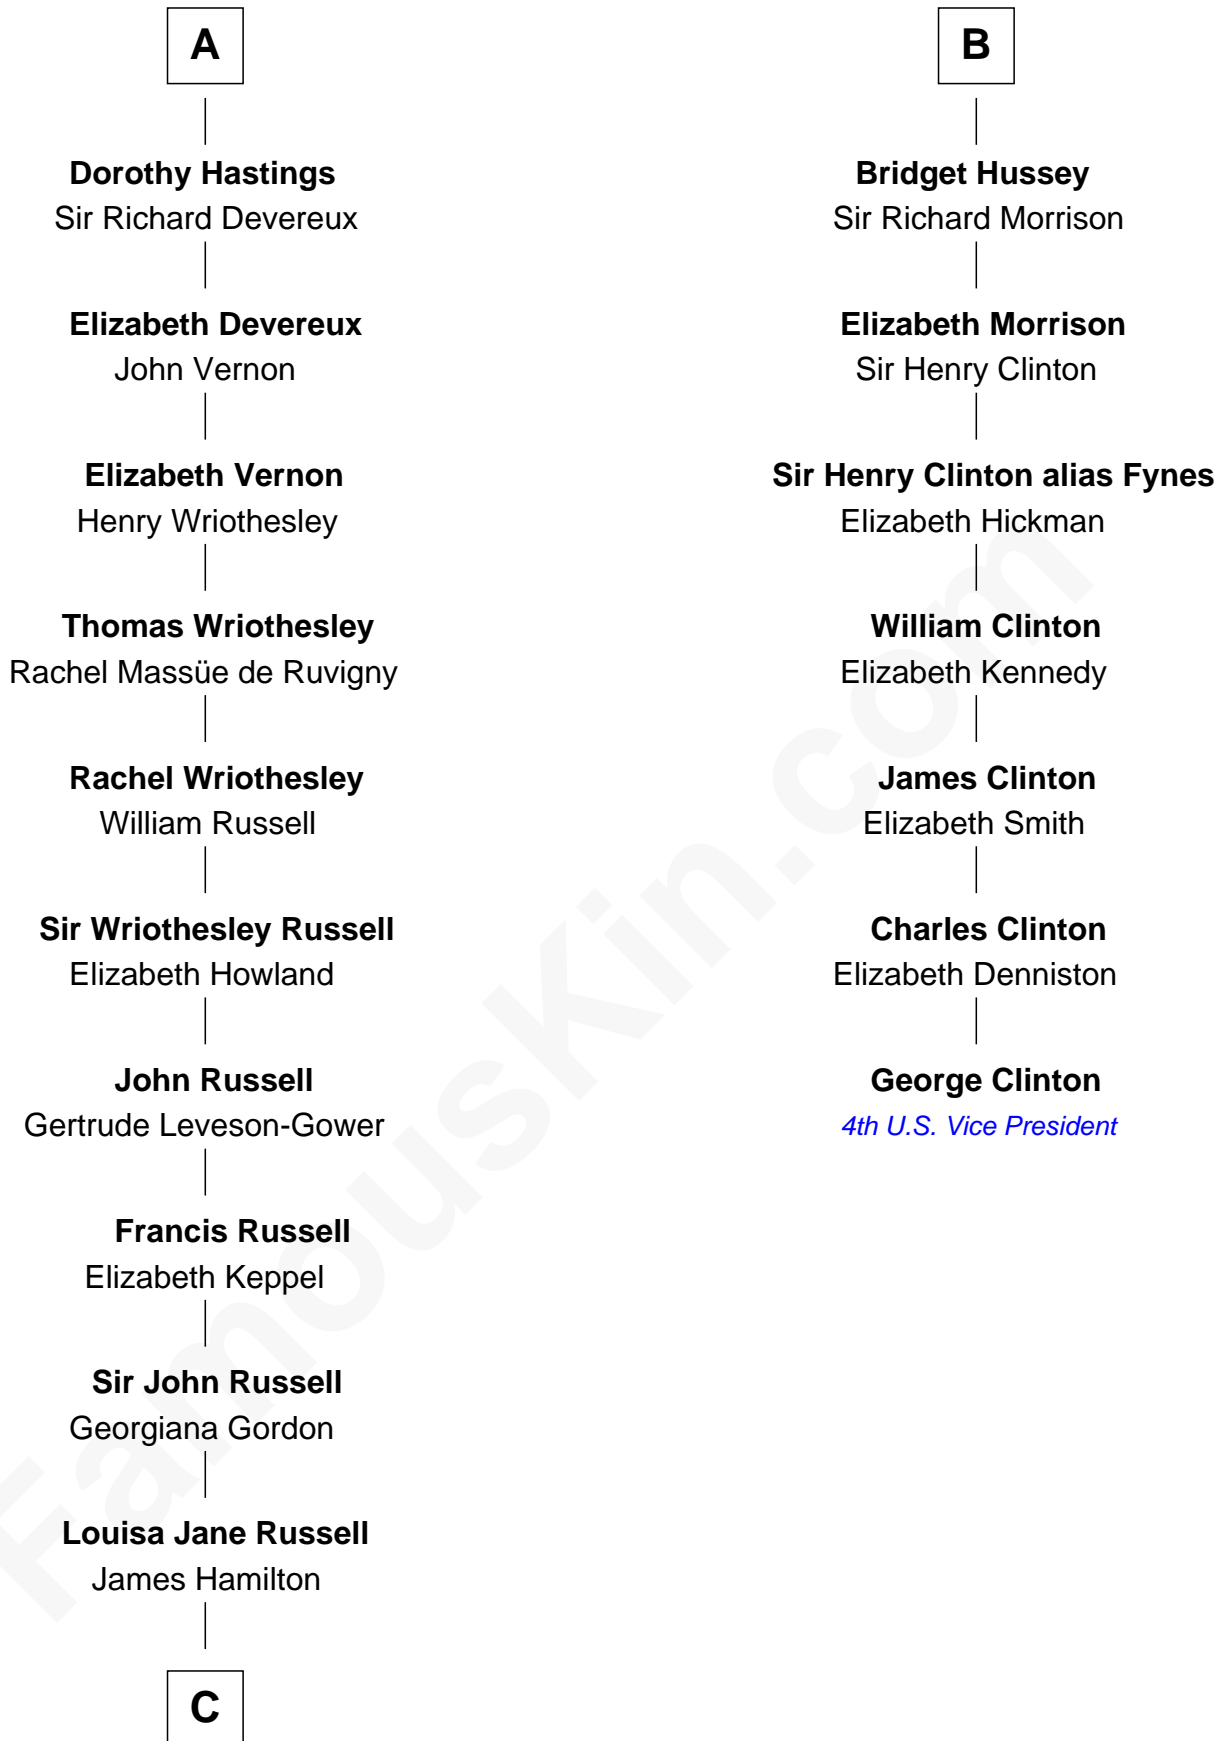 A
Dorothy Hastings
Sir Richard Devereux
Elizabeth Devereux
John Vernon
Elizabeth Vernon
Henry Wriothesley
Thomas Wriothesley
Rachel Massüe de Ruvigny
Rachel Wriothesley
William Russell
Sir Wriothesley Russell
Elizabeth Howland
John Russell
Gertrude Leveson-Gower
Francis Russell
Elizabeth Keppel
Sir John Russell
Georgiana Gordon
Louisa Jane Russell
James Hamilton
C
B
Bridget Hussey
Sir Richard Morrison
Elizabeth Morrison
Sir Henry Clinton
Sir Henry Clinton alias Fynes
Elizabeth Hickman
William Clinton
Elizabeth Kennedy
James Clinton
Elizabeth Smith
Charles Clinton
Elizabeth Denniston
George Clinton
4th U.S. Vice President
FamousKin.com